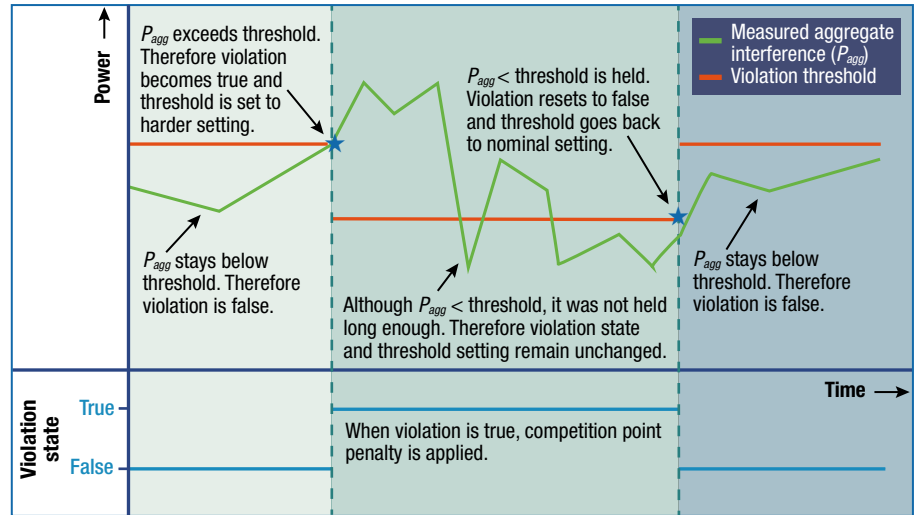 Power
P_agg exceeds threshold.
Therefore violation
becomes true and
threshold is set to
harder setting.
P_agg < threshold is held.
Violation resets to false
and threshold goes back
to nominal setting.
Measured aggregate
interference (P_agg)
Violation threshold
P_agg stays below
threshold. Therefore
violation is false.
Although P_agg < threshold, it was not held
long enough. Therefore violation state
and threshold setting remain unchanged.
P_agg stays below
threshold. Therefore
violation is false.
Time
Violation
state
True
False
When violation is true, competition point
penalty is applied.